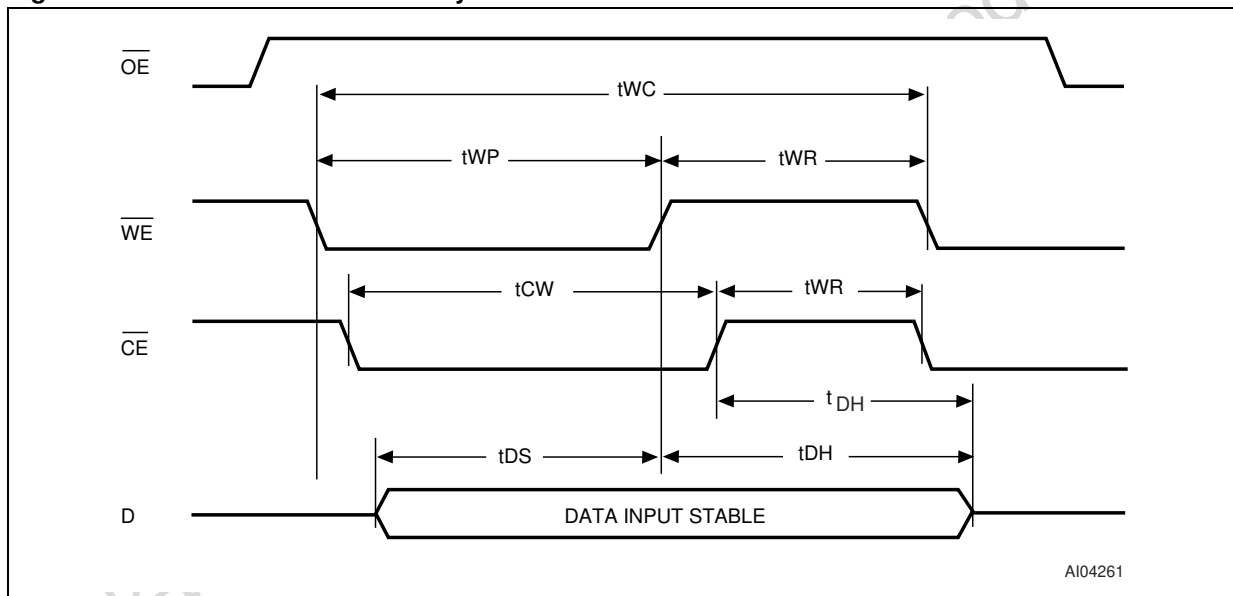 OE
tWC
tWP
tWR
WE
tCW
tWR
CE
t DH
tDS
tDH
D
DATA INPUT STABLE
AI04261